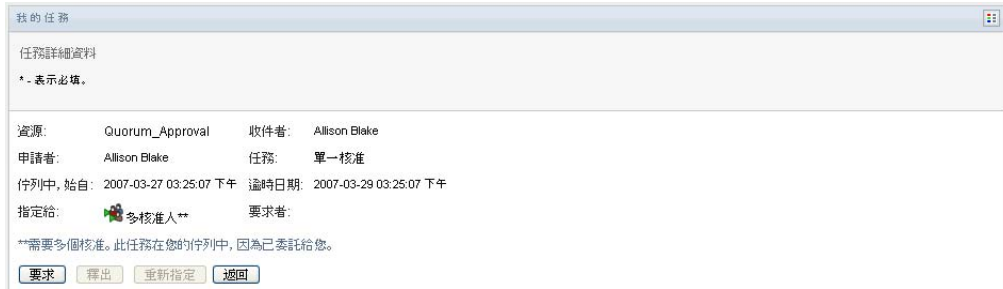 我的任務
任務詳細資料
* - 表示必填。
資源: Quorum_Approval 收件者: Allison Blake
申請者: Allison Blake 任務: 單一核准
佇列中, 始自: 2007-03-27 03:25:07 下午 逾時日期: 2007-03-29 03:25:07 下午
指定給: 多核准人** 要求者:
**需要多個核准。此任務在您的佇列中, 因為已委託給您。
要求 釋出 重新指定 返回